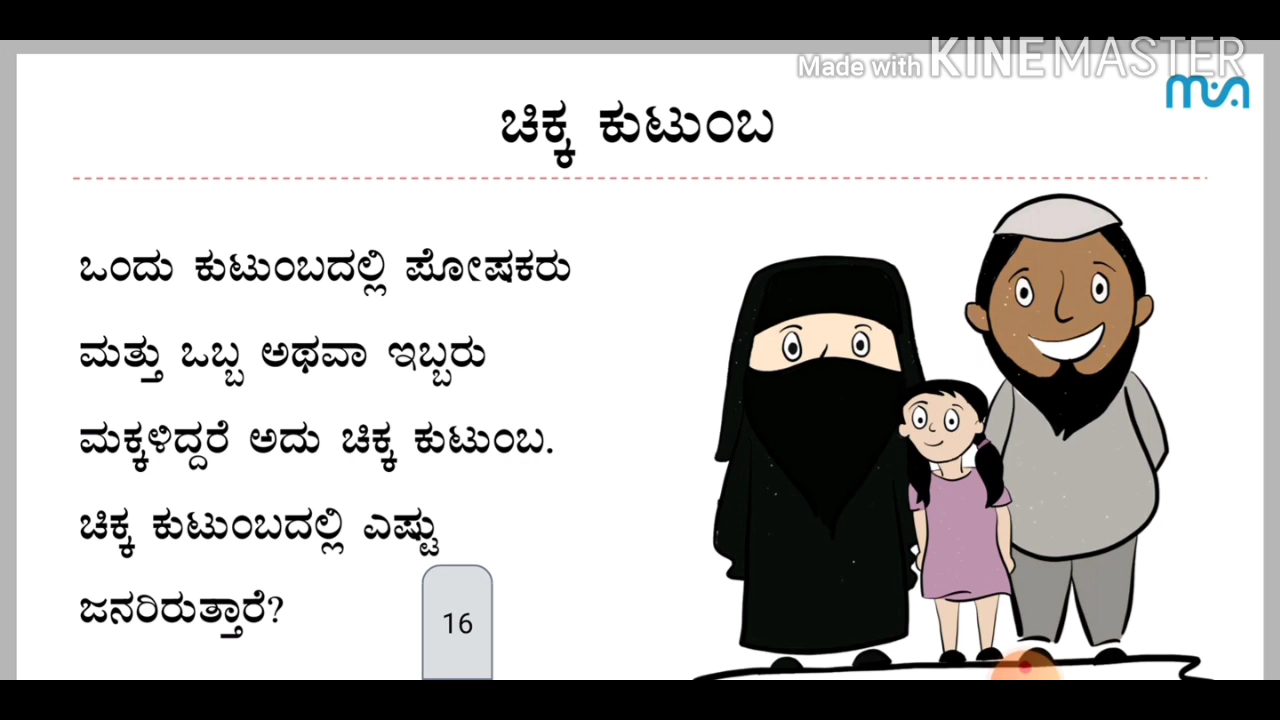 Made with KINEMASTER
ಚಿಕ್ಕ ಕುಟುಂಬ
ಒಂದು ಕುಟುಂಬದಲ್ಲಿ ಪೋಷಕರು
ಮತ್ತು ಒಬ್ಬ ಅಥವಾ ಇಬ್ಬರು
ಮಕ್ಕಳಿದ್ದರೆ ಅದು ಚಿಕ್ಕ ಕುಟುಂಬ.
ಚಿಕ್ಕ ಕುಟುಂಬದಲ್ಲಿ ಎಷ್ಟು
ಜನರಿರುತ್ತಾರೆ?
16